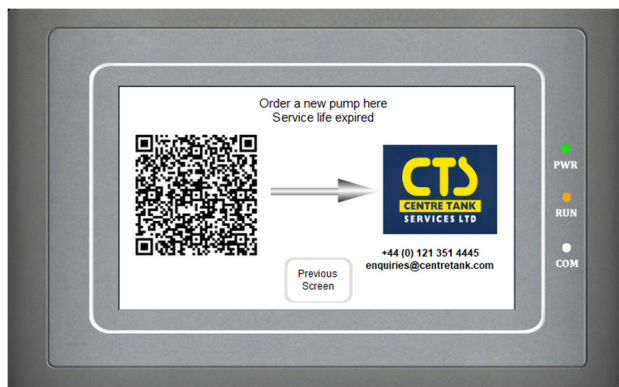 Order a new pump here
Service life expired
CTS
CENTRE TANK
SERVICES LTD
+44 (0) 121 351 4445
enquiries@centretank.com
Previous
Screen
PWR
RUN
COM